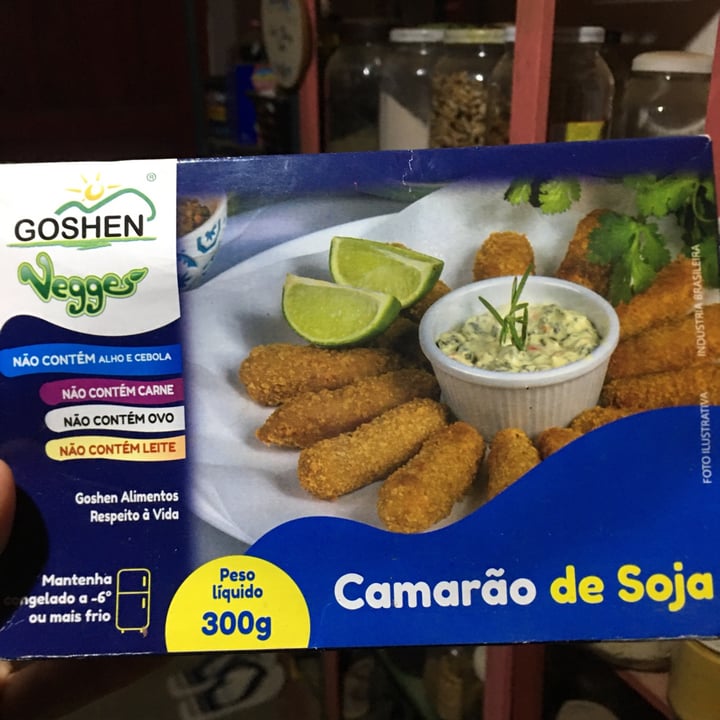 ®
GOSHEN
Vegges
NÃO CONTÉM ALHO E CEBOLA
NÃO CONTÉM CARNE
NÃO CONTÉM OVO
NÃO CONTÉM LEITE
Goshen Alimentos
Respeito à Vida
Mantenha
congelado a -6°
ou mais frio
Peso
líquido
300g
Camarão de Soja
FOTO ILUSTRATIVA
INDÚSTRIA BRASILEIRA